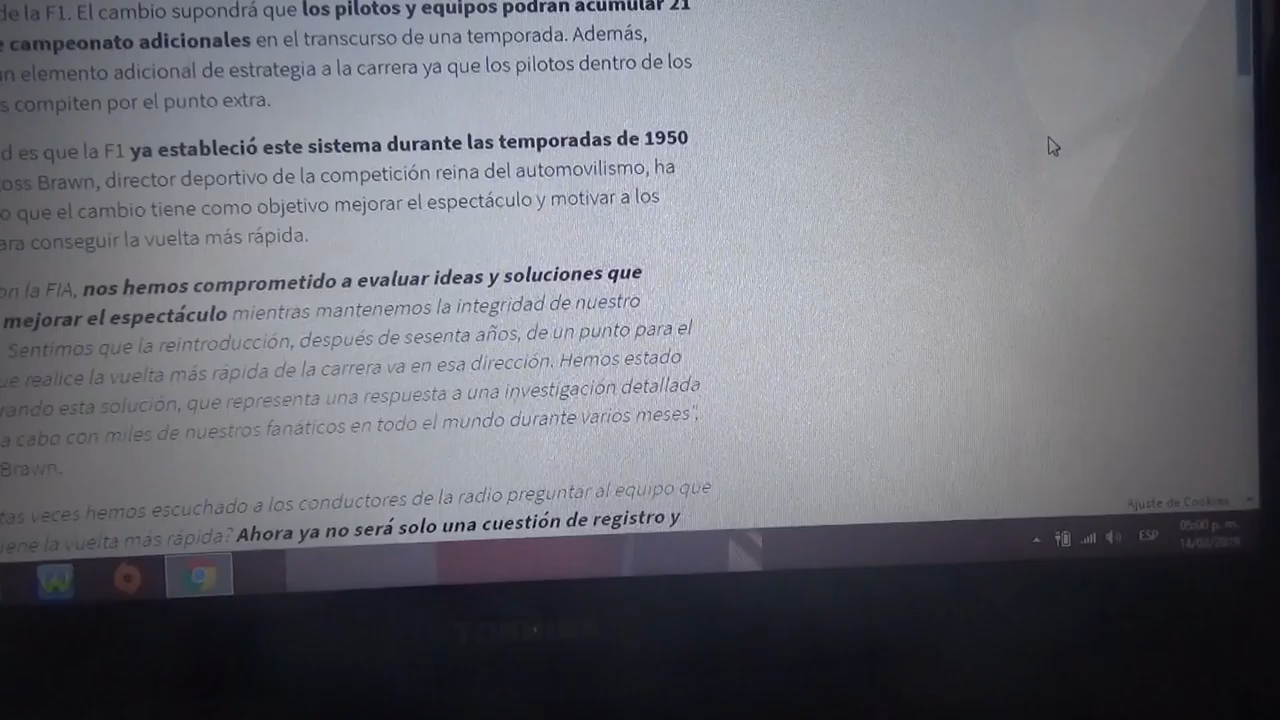 de la F1. El cambio supondrá que los pilotos y equipos podrán acumular 21
campeonato adicionales en el transcurso de una temporada. Además,
un elemento adicional de estrategia a la carrera ya que los pilotos dentro de los
s compiten por el punto extra.
d es que la F1 ya estableció este sistema durante las temporadas de 1950
oss Brawn, director deportivo de la competición reina del automovilismo, ha
o que el cambio tiene como objetivo mejorar el espectáculo y motivar a los
ara conseguir la vuelta más rápida.
on la FIA, nos hemos comprometido a evaluar ideas y soluciones que
mejorar el espectáculo mientras mantenemos la integridad de nuestro
Sentimos que la reintroducción, después de sesenta años, de un punto para el
ue realice la vuelta más rápida de la carrera va en esa dirección. Hemos estado
rando esta solución, que representa una respuesta a una investigación detallada
a cabo con miles de nuestros fanáticos en todo el mundo durante varios meses",
Brawn.
tas veces hemos escuchado a los conductores de la radio preguntar al equipo que
iene la vuelta más rápida? Ahora ya no será solo una cuestión de registro y
Ajuste de Cookies
ESP
05:00 p. m.
TOSHIBA